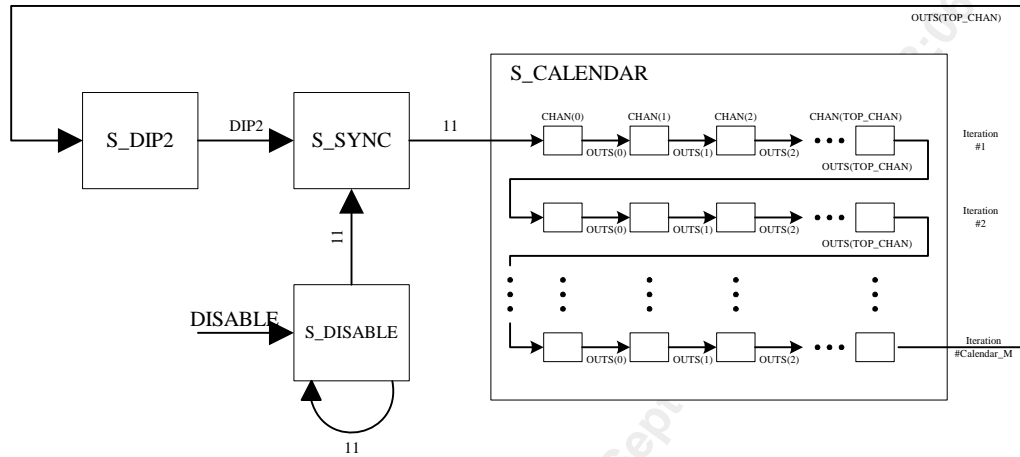 OUTS(TOP_CHAN)
S_CALENDAR
CHAN(0) CHAN(1) CHAN(2) CHAN(TOP_CHAN)
S_DIP2 DIP2 S_SYNC 11
Iteration
#1
OUTS(0) OUTS(1) OUTS(2) OUTS(TOP_CHAN)
Iteration
#2
OUTS(0) OUTS(1) OUTS(2) OUTS(TOP_CHAN)
11
DISABLE S_DISABLE
Iteration
#Calendar_M
OUTS(0) OUTS(1) OUTS(2)
11
Sept